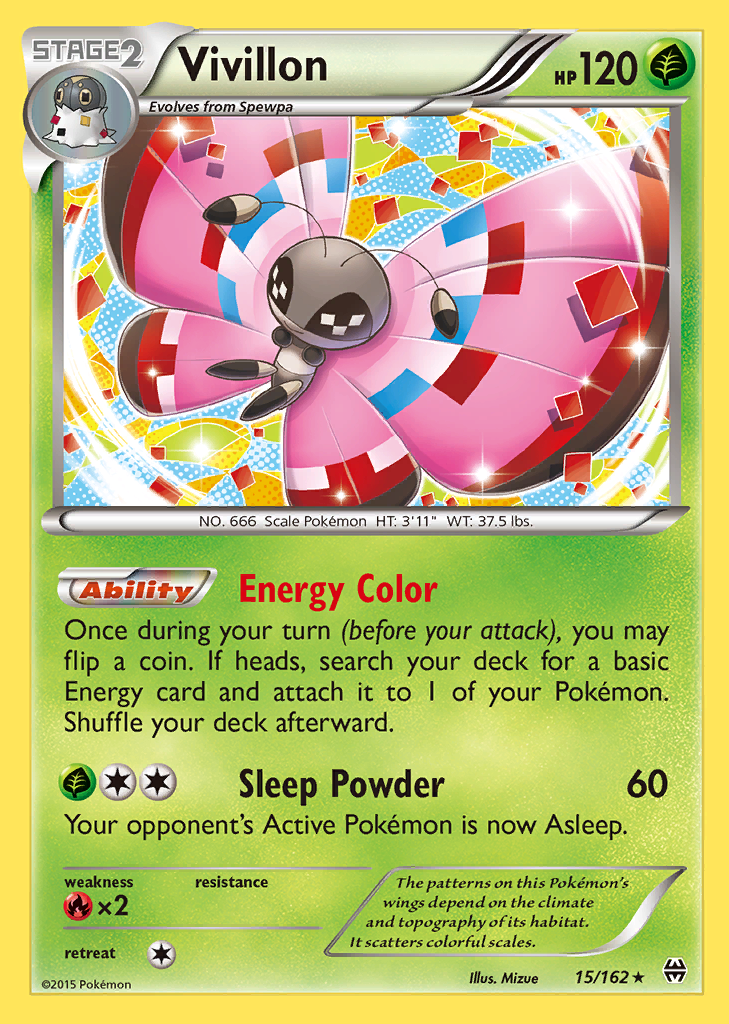 STAGE2
Vivillon
HP120
Evolves from Spewpa
NO. 666 Scale Pokémon HT: 3'11" WT: 37.5 lbs.
Ability Energy Color
Once during your turn (before your attack), you may
flip a coin. If heads, search your deck for a basic
Energy card and attach it to 1 of your Pokémon.
Shuffle your deck afterward.
Sleep Powder 60
Your opponent's Active Pokémon is now Asleep.
weakness resistance
×2
retreat
The patterns on this Pokémon's
wings depend on the climate
and topography of its habitat.
It scatters colorful scales.
©2015 Pokémon
Illus. Mizue
15/162 ★